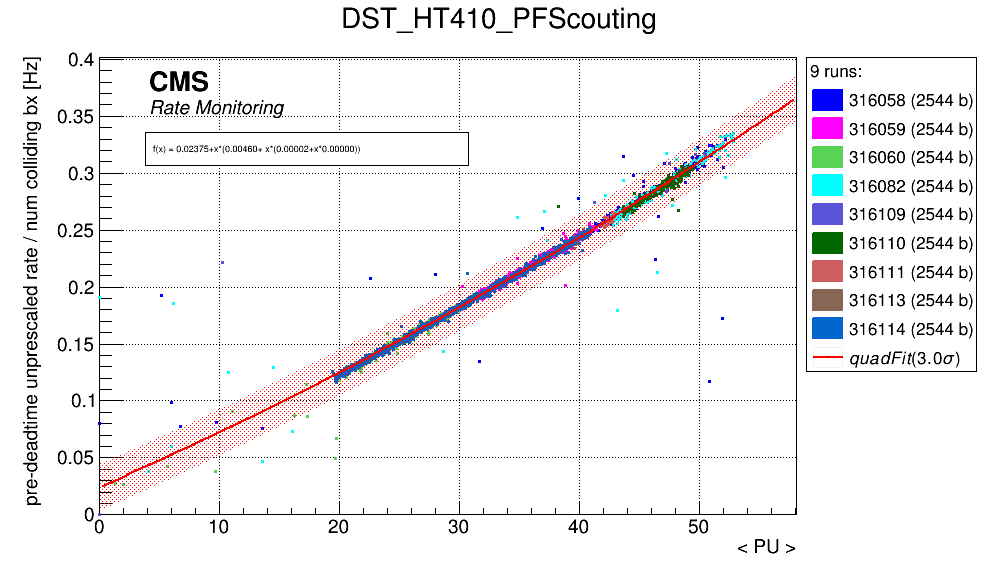 DST_HT410_PFScouting
CMS
Rate Monitoring
f(x) = 0.02375+x*(0.00460+ x*(0.00002+x*0.00000))
pre-deadtime unprescaled rate / num colliding bx [Hz]
0.4
0.35
0.3
0.25
0.2
0.15
0.1
0.05
0
0 10 20 30 40 50
< PU >
9 runs:
316058 (2544 b)
316059 (2544 b)
316060 (2544 b)
316082 (2544 b)
316109 (2544 b)
316110 (2544 b)
316111 (2544 b)
316113 (2544 b)
316114 (2544 b)
quadFit(3.0σ)